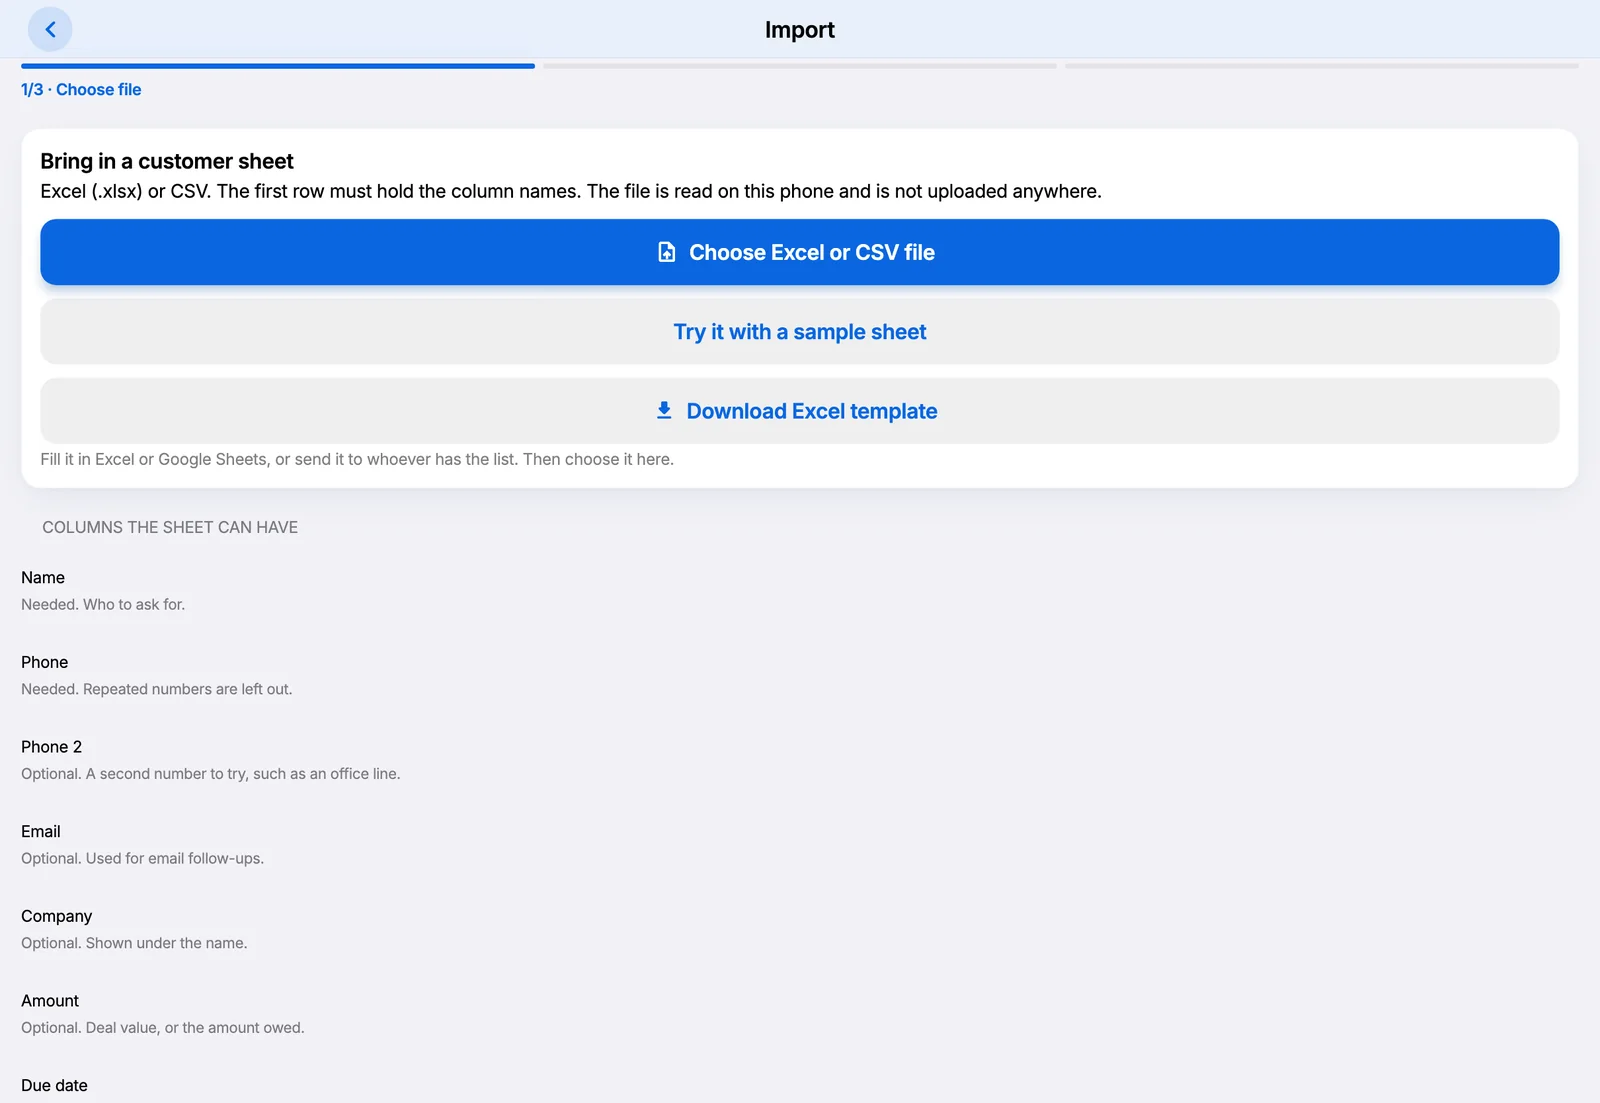 Import
1/3 · Choose file
Bring in a customer sheet
Excel (.xlsx) or CSV. The first row must hold the column names. The file is read on this phone and is not uploaded anywhere.
Choose Excel or CSV file
Try it with a sample sheet
Download Excel template
Fill it in Excel or Google Sheets, or send it to whoever has the list. Then choose it here.
COLUMNS THE SHEET CAN HAVE
Name
Needed. Who to ask for.
Phone
Needed. Repeated numbers are left out.
Phone 2
Optional. A second number to try, such as an office line.
Email
Optional. Used for email follow-ups.
Company
Optional. Shown under the name.
Amount
Optional. Deal value, or the amount owed.
Due date